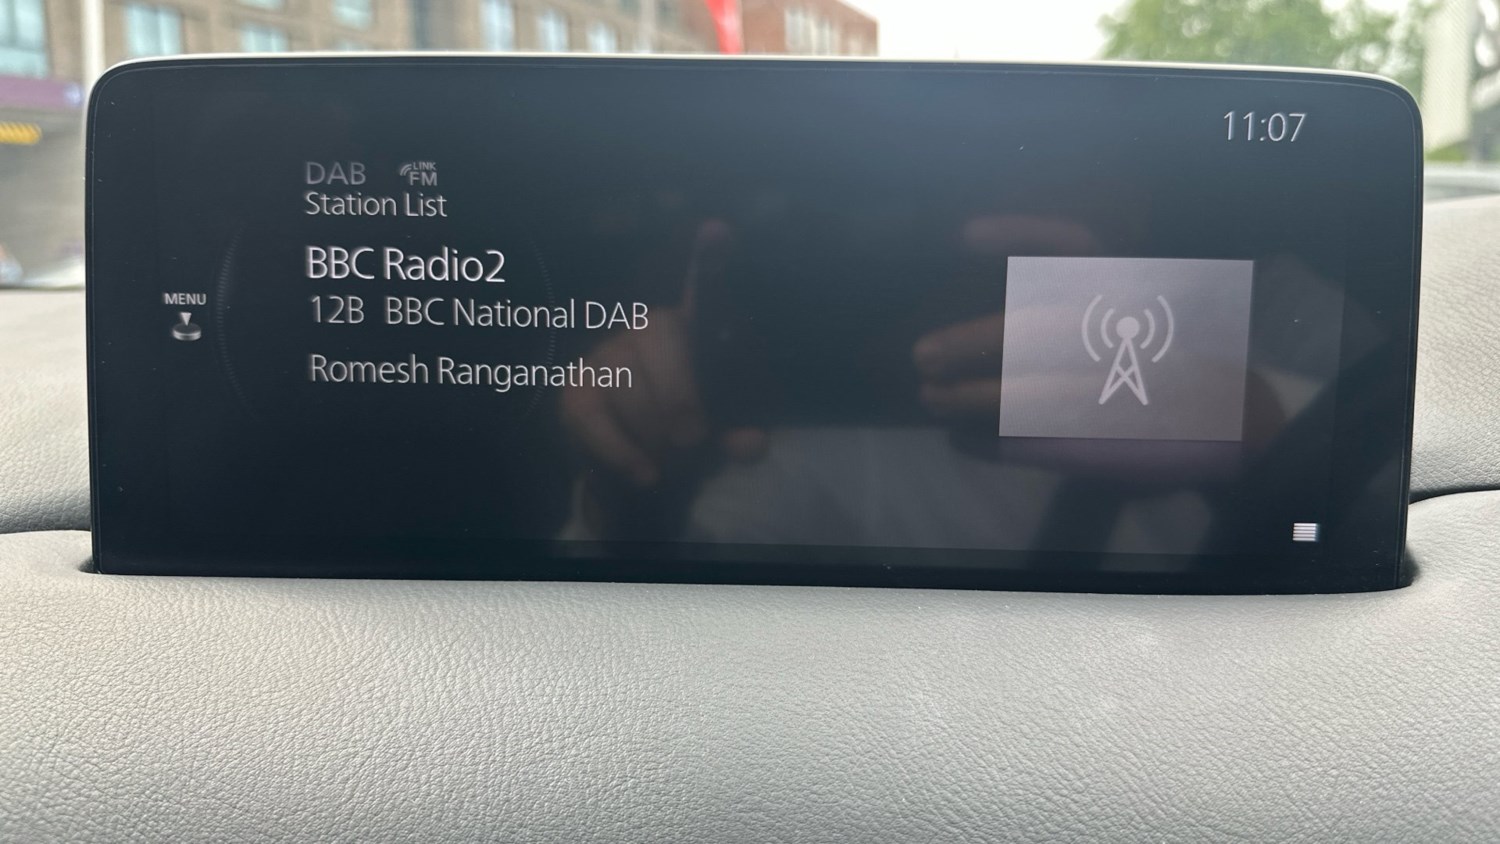 11:07
DAB LINK FM
Station List
BBC Radio2
MENU
12B BBC National DAB
Romesh Ranganathan